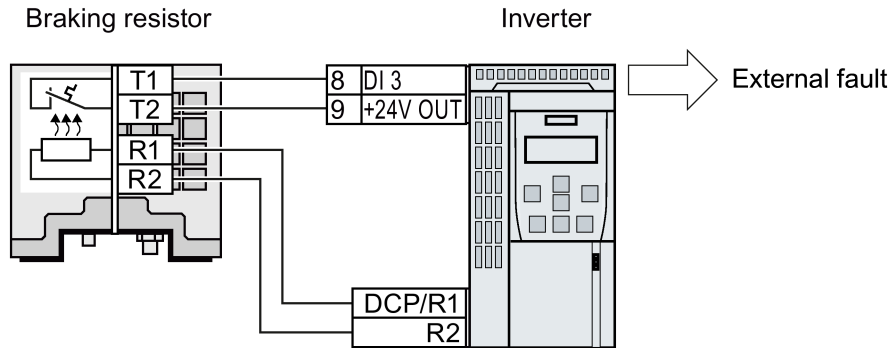 Braking resistor
Inverter
T1
T2
R1
R2
8 DI 3
9 +24V OUT
External fault
DCP/R1
R2